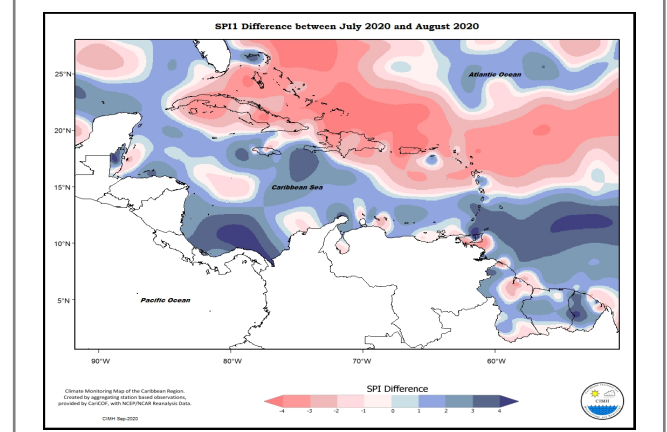 SPI1 Difference between July 2020 and August 2020
25°N
20°N
15°N
10°N
5°N
Atlantic Ocean
Caribbean Sea
Pacific Ocean
90°W
80°W
70°W
60°W
Climate Monitoring Map of the Caribbean Region.
Created by aggregating station based observations,
provided by CariCOF, with NCEP/NCAR Reanalysis Data.
CIMH Sep-2020
SPI Difference
-4
-3
-2
-1
0
1
2
3
4
CIMH